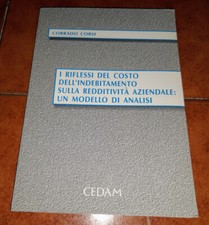 CORRADO CORSI
I RIFLESSI DEL COSTO
DELL'INDEBITAMENTO
SULLA REDDITIVITÀ AZIENDALE:
UN MODELLO DI ANALISI
CEDAM